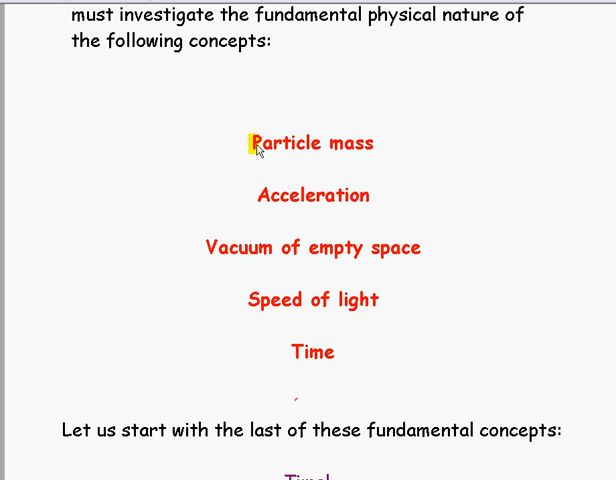 must investigate the fundamental physical nature of
the following concepts:
Particle mass
Acceleration
Vacuum of empty space
Speed of light
Time
Let us start with the last of these fundamental concepts: